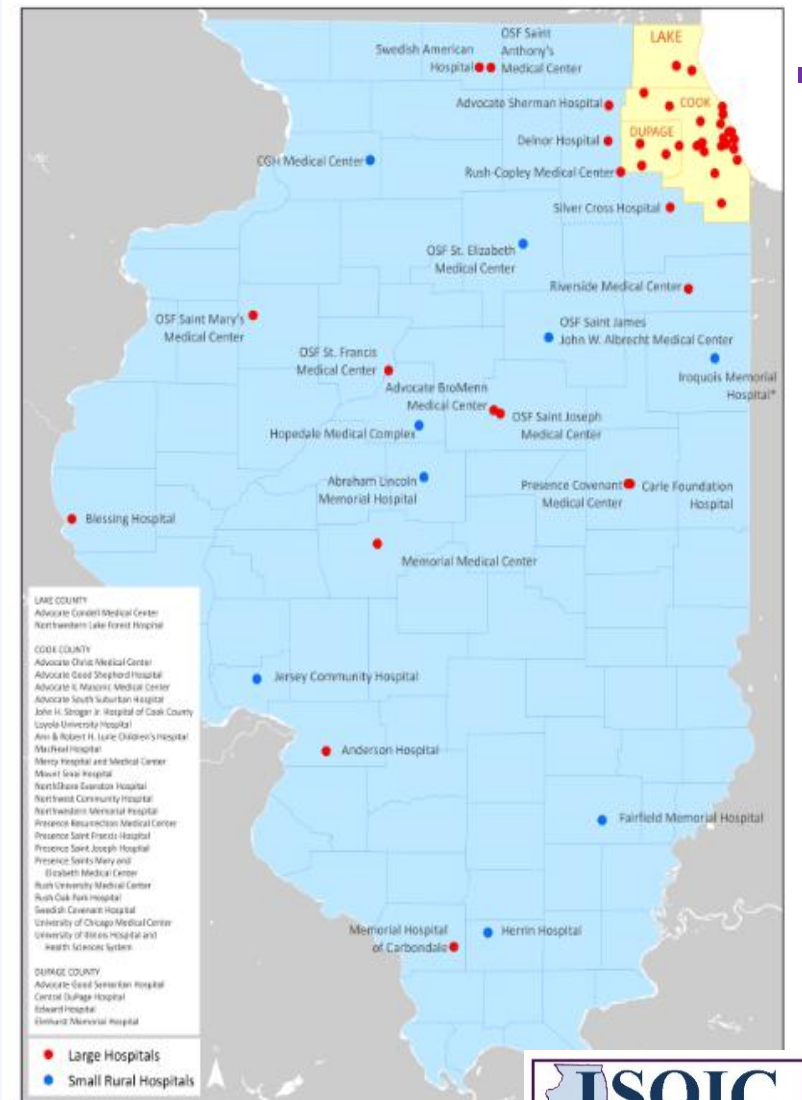 Swedish American
Hospital
OSF Saint
Anthony's
Medical Center
LAKE
Advocate Sherman Hospital
COOK
Delnor Hospital
DUPAGE
CGH Medical Center
Rush-Copley Medical Center
Silver Cross Hospital
OSF St. Elizabeth
Medical Center
Riverside Medical Center
OSF Saint Mary's
Medical Center
OSF Saint James
John W. Albrecht Medical Center
OSF St. Francis
Medical Center
Iroquois Memorial
Hospital*
Advocate BroMenn
Medical Center
OSF Saint Joseph
Medical Center
Hopedale Medical Complex
Abraham Lincoln
Memorial Hospital
Presence Covenant
Medical Center
Carle Foundation
Hospital
Blessing Hospital
Memorial Medical Center
LAKE COUNTY
Advocate Condell Medical Center
Northwestern Lake Forest Hospital
COOK COUNTY
Advocate Christ Medical Center
Advocate Good Shepherd Hospital
Advocate IL Masonic Medical Center
Advocate South Suburban Hospital
John H. Stroger Jr. Hospital of Cook County
Loyola University Hospital
Ann & Robert H. Lurie Children's Hospital
MacNeal Hospital
Mercy Hospital and Medical Center
Mount Sinai Hospital
NorthShore Evanston Hospital
Northwest Community Hospital
Northwestern Memorial Hospital
Presence Resurrection Medical Center
Presence Saint Francis Hospital
Presence Saint Joseph Hospital
Presence Saints Mary and
Elizabeth Medical Center
Rush University Medical Center
Rush Oak Park Hospital
Swedish Covenant Hospital
University of Chicago Medical Center
University of Illinois Hospital and
Health Sciences System
DUPAGE COUNTY
Advocate Good Samaritan Hospital
Central DuPage Hospital
Edward Hospital
Elmhurst Memorial Hospital
Jersey Community Hospital
Anderson Hospital
Fairfield Memorial Hospital
Memorial Hospital
of Carbondale
Herrin Hospital
Large Hospitals
Small Rural Hospitals
ISQIC